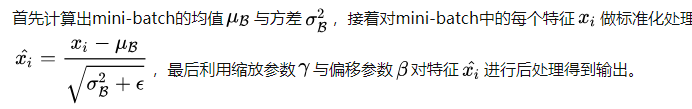 首先计算出mini-batch的均值 $\mu_{\mathcal{B}}$ 与方差 $\sigma_{\mathcal{B}}^2$ ，接着对mini-batch中的每个特征 $x_i$ 做标准化处理
$\hat{x_i} = \frac{x_i - \mu_{\mathcal{B}}}{\sqrt{\sigma_{\mathcal{B}}^2 + \epsilon}}$ ，最后利用缩放参数 $\gamma$ 与偏移参数 $\beta$ 对特征 $\hat{x_i}$ 进行后处理得到输出。